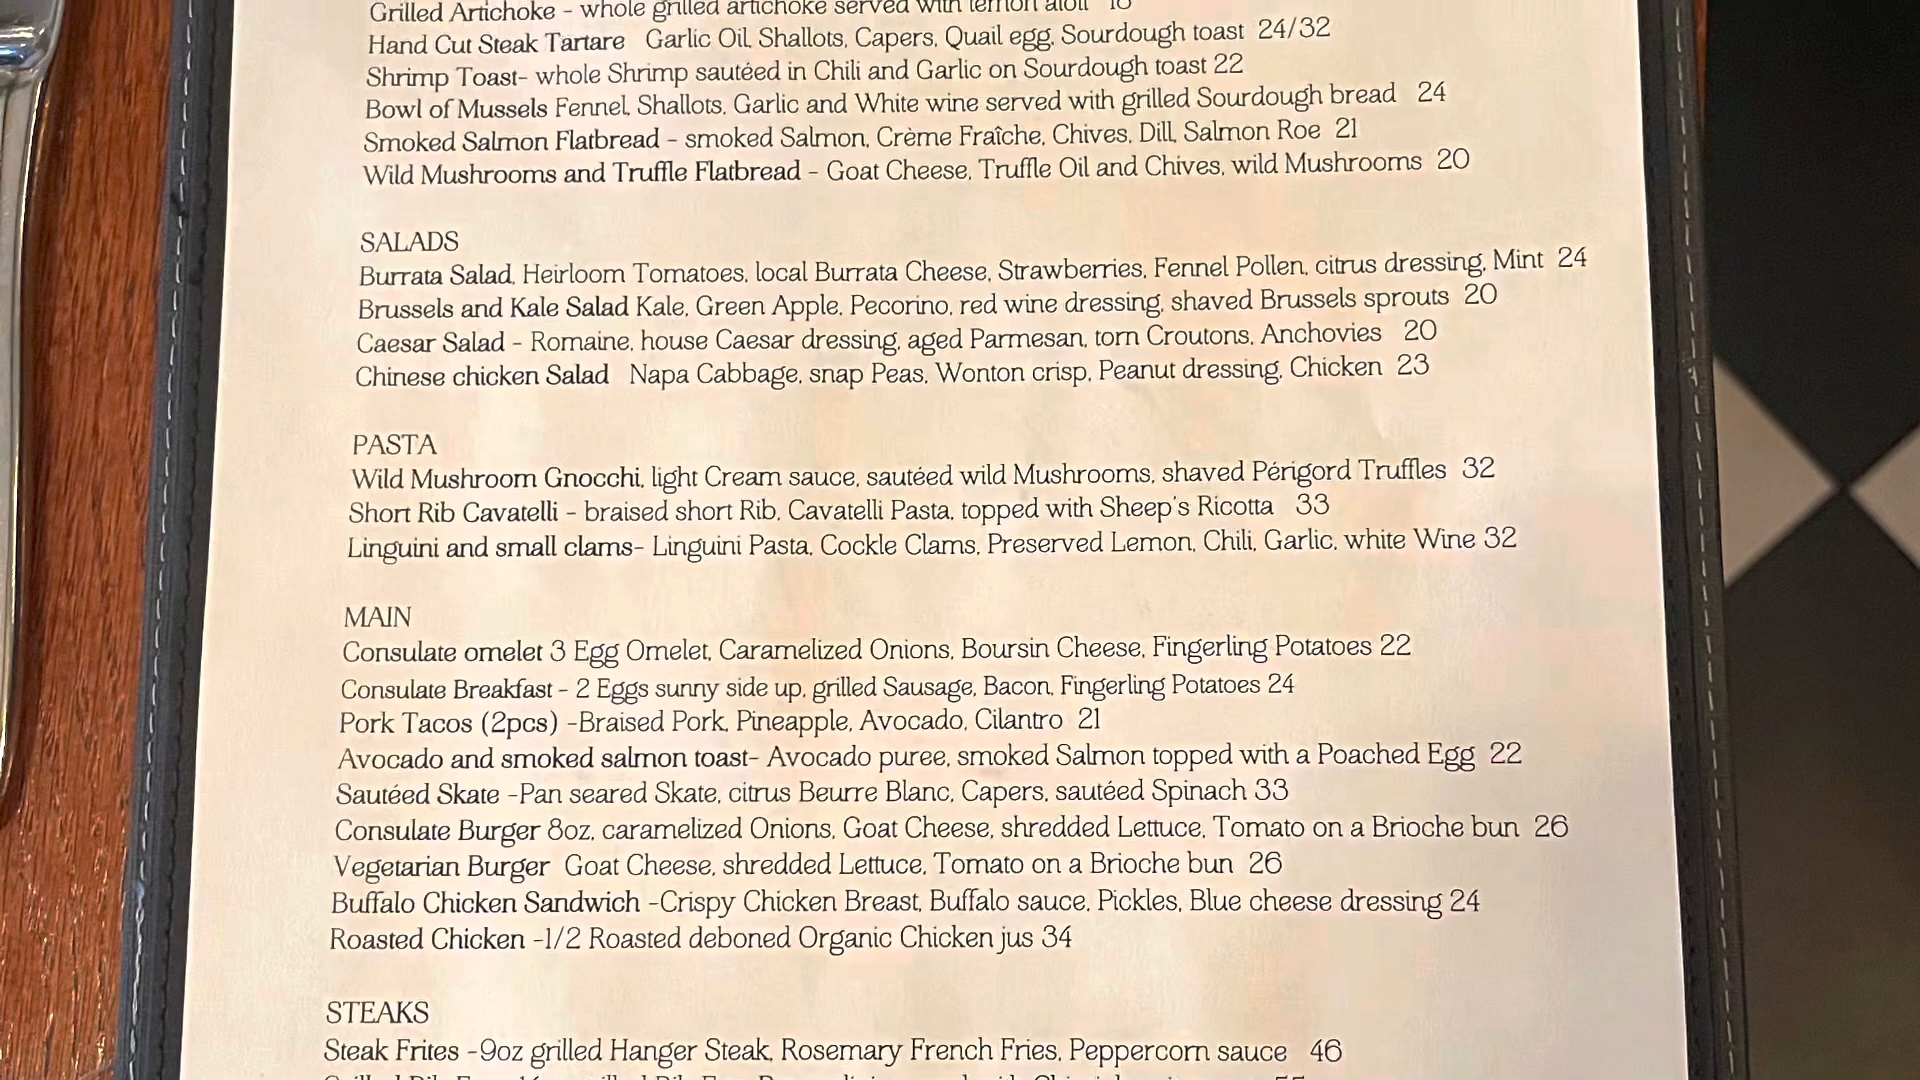 Grilled Artichoke - whole grilled artichoke served with lemon aioli 18
Hand Cut Steak Tartare Garlic Oil, Shallots, Capers, Quail egg, Sourdough toast 24/32
Shrimp Toast- whole Shrimp sautéed in Chili and Garlic on Sourdough toast 22
Bowl of Mussels Fennel, Shallots, Garlic and White wine served with grilled Sourdough bread 24
Smoked Salmon Flatbread - smoked Salmon, Crème Fraîche, Chives, Dill, Salmon Roe 21
Wild Mushrooms and Truffle Flatbread - Goat Cheese, Truffle Oil and Chives, wild Mushrooms 20
SALADS
Burrata Salad, Heirloom Tomatoes, local Burrata Cheese, Strawberries, Fennel Pollen, citrus dressing, Mint 24
Brussels and Kale Salad Kale, Green Apple, Pecorino, red wine dressing, shaved Brussels sprouts 20
Caesar Salad - Romaine, house Caesar dressing, aged Parmesan, torn Croutons, Anchovies 20
Chinese chicken Salad Napa Cabbage, snap Peas, Wonton crisp, Peanut dressing, Chicken 23
PASTA
Wild Mushroom Gnocchi, light Cream sauce, sautéed wild Mushrooms, shaved Périgord Truffles 32
Short Rib Cavatelli - braised short Rib, Cavatelli Pasta, topped with Sheep's Ricotta 33
Linguini and small clams- Linguini Pasta, Cockle Clams, Preserved Lemon, Chili, Garlic, white Wine 32
MAIN
Consulate omelet 3 Egg Omelet, Caramelized Onions, Boursin Cheese, Fingerling Potatoes 22
Consulate Breakfast - 2 Eggs sunny side up, grilled Sausage, Bacon, Fingerling Potatoes 24
Pork Tacos (2pcs) -Braised Pork, Pineapple, Avocado, Cilantro 21
Avocado and smoked salmon toast- Avocado puree, smoked Salmon topped with a Poached Egg 22
Sautéed Skate -Pan seared Skate, citrus Beurre Blanc, Capers, sautéed Spinach 33
Consulate Burger 8oz, caramelized Onions, Goat Cheese, shredded Lettuce, Tomato on a Brioche bun 26
Vegetarian Burger Goat Cheese, shredded Lettuce, Tomato on a Brioche bun 26
Buffalo Chicken Sandwich -Crispy Chicken Breast, Buffalo sauce, Pickles, Blue cheese dressing 24
Roasted Chicken -1/2 Roasted deboned Organic Chicken jus 34
STEAKS
Steak Frites -9oz grilled Hanger Steak, Rosemary French Fries, Peppercorn sauce 46